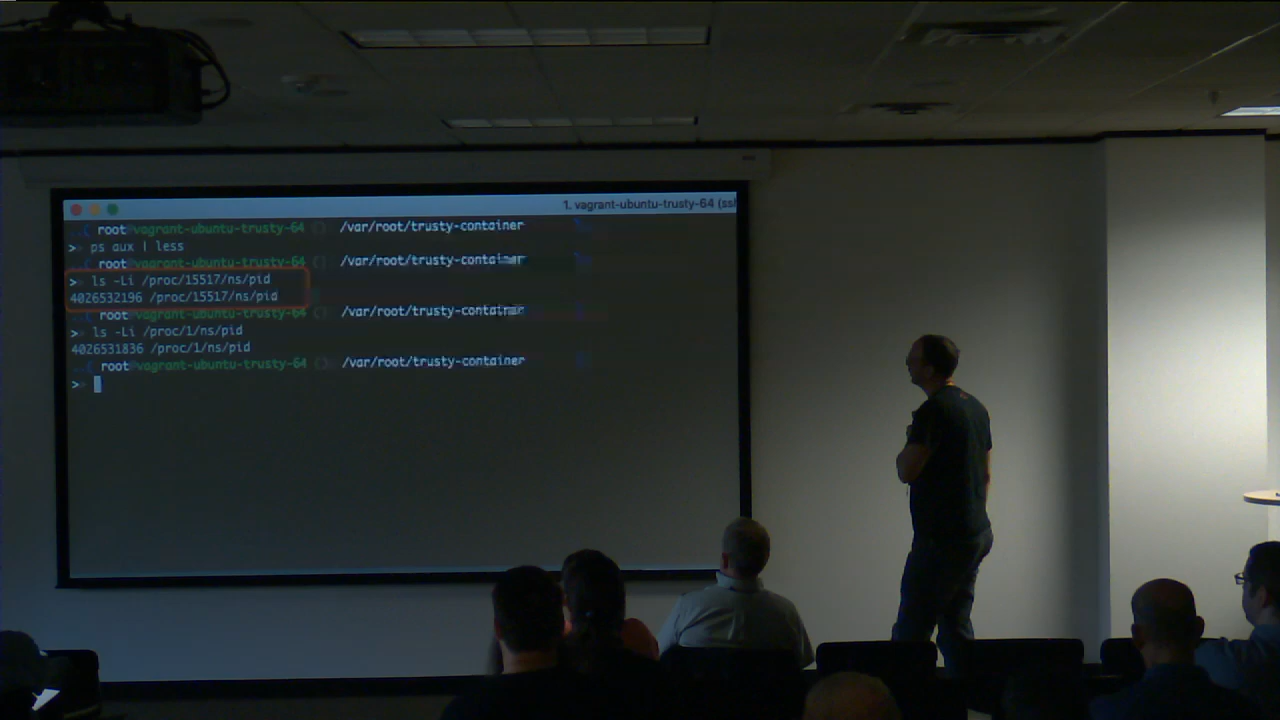 1. vagrant-ubuntu-trusty-64 (ssh
root@vagrant-ubuntu-trusty-64 () /var/root/trusty-container
> ps aux | less
root@vagrant-ubuntu-trusty-64 () /var/root/trusty-container
> ls -Li /proc/15517/ns/pid
4026532196 /proc/15517/ns/pid
root@vagrant-ubuntu-trusty-64 () /var/root/trusty-container
> ls -Li /proc/1/ns/pid
4026531836 /proc/1/ns/pid
root@vagrant-ubuntu-trusty-64 () /var/root/trusty-container
>